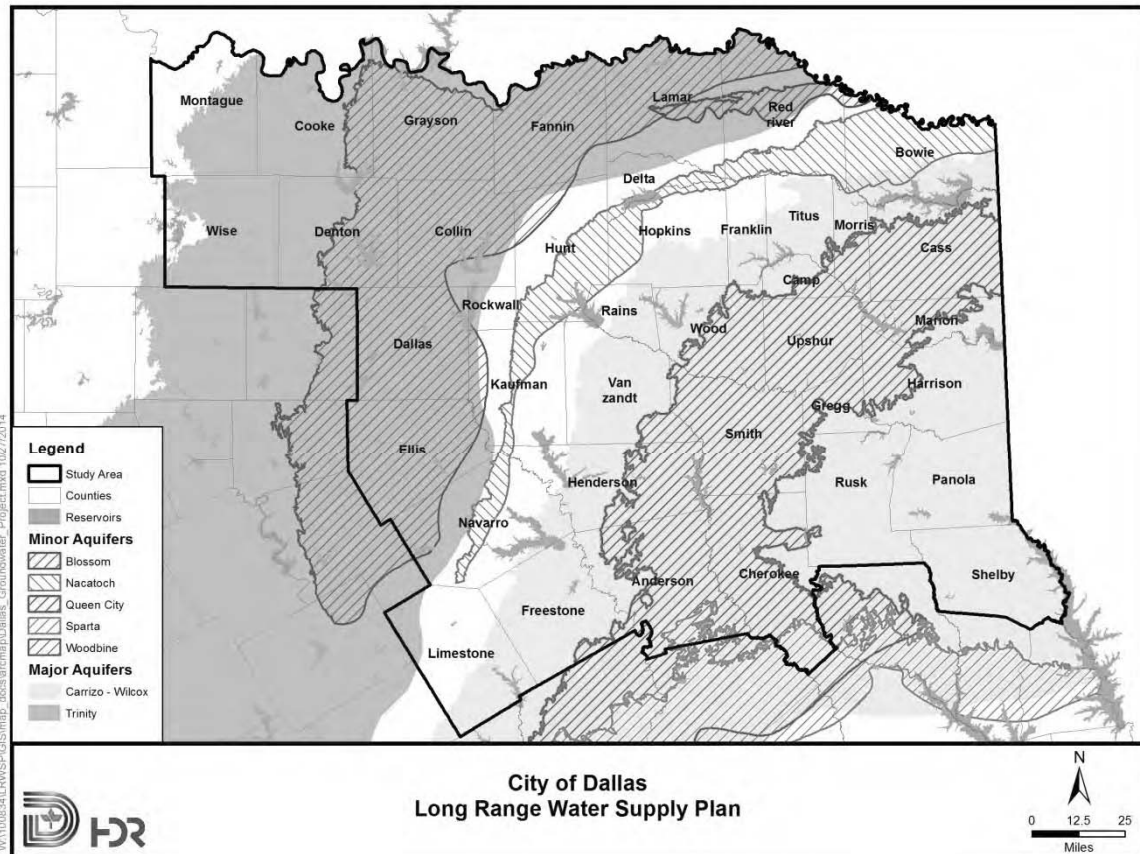 Montague
Cooke
Grayson
Fannin
Lamar
Red
river
Bowie
Delta
Wise
Denton
Collin
Hunt
Hopkins
Franklin
Titus
Morris
Cass
Camp
Rockwall
Rains
Wood
Marion
Dallas
Upshur
Kaufman
Van
zandt
Harrison
Gregg
Smith
Ellis
Henderson
Rusk
Panola
Navarro
Anderson
Cherokee
Shelby
Freestone
Limestone
Legend
Study Area
Counties
Reservoirs
Minor Aquifers
Blossom
Nacatoch
Queen City
Sparta
Woodbine
Major Aquifers
Carrizo - Wilcox
Trinity
City of Dallas
Long Range Water Supply Plan
HDR
N
0 12.5 25
Miles